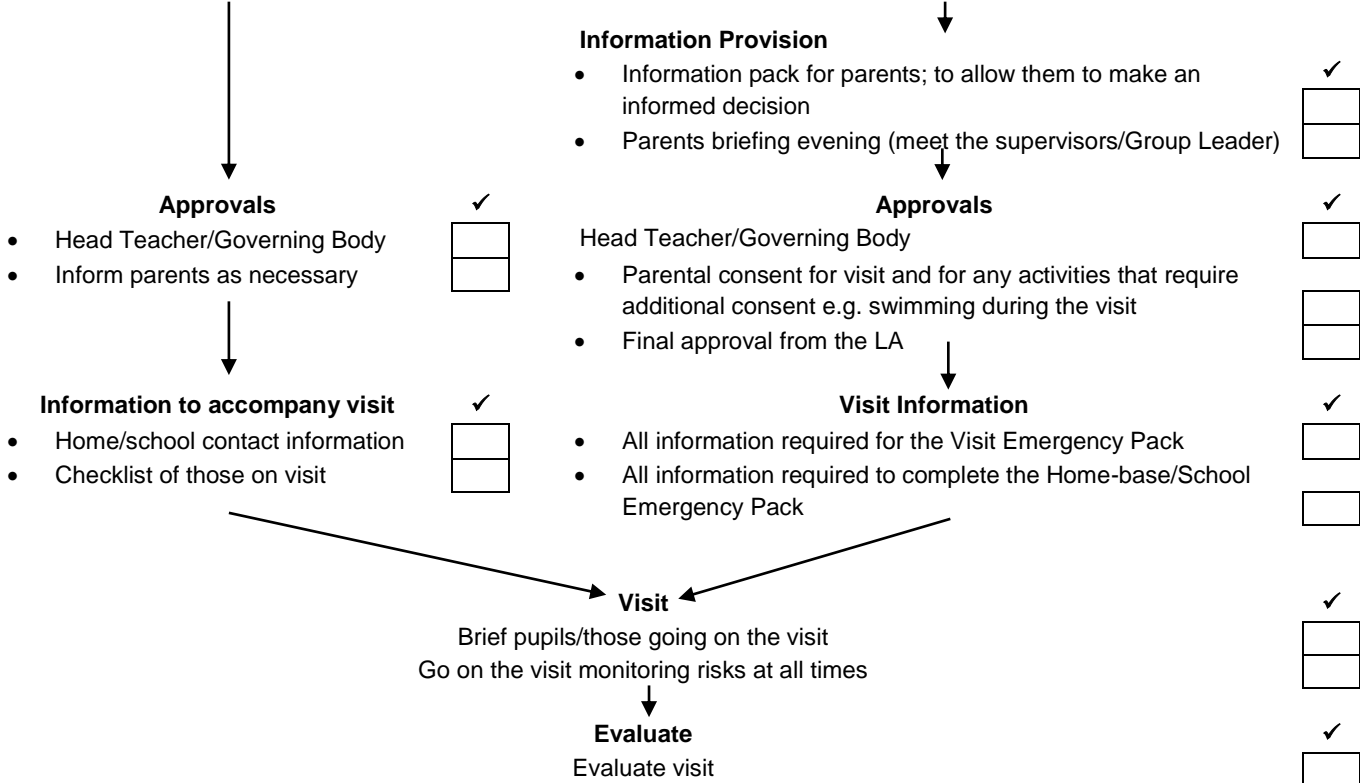 Information Provision
• Information pack for parents; to allow them to make an ✓
informed decision
• Parents briefing evening (meet the supervisors/Group Leader)
Approvals ✓
• Head Teacher/Governing Body
• Inform parents as necessary
Approvals ✓
Head Teacher/Governing Body
• Parental consent for visit and for any activities that require
additional consent e.g. swimming during the visit
• Final approval from the LA
Information to accompany visit ✓
• Home/school contact information
• Checklist of those on visit
Visit Information ✓
• All information required for the Visit Emergency Pack
• All information required to complete the Home-base/School
Emergency Pack
Visit ✓
Brief pupils/those going on the visit
Go on the visit monitoring risks at all times
Evaluate ✓
Evaluate visit